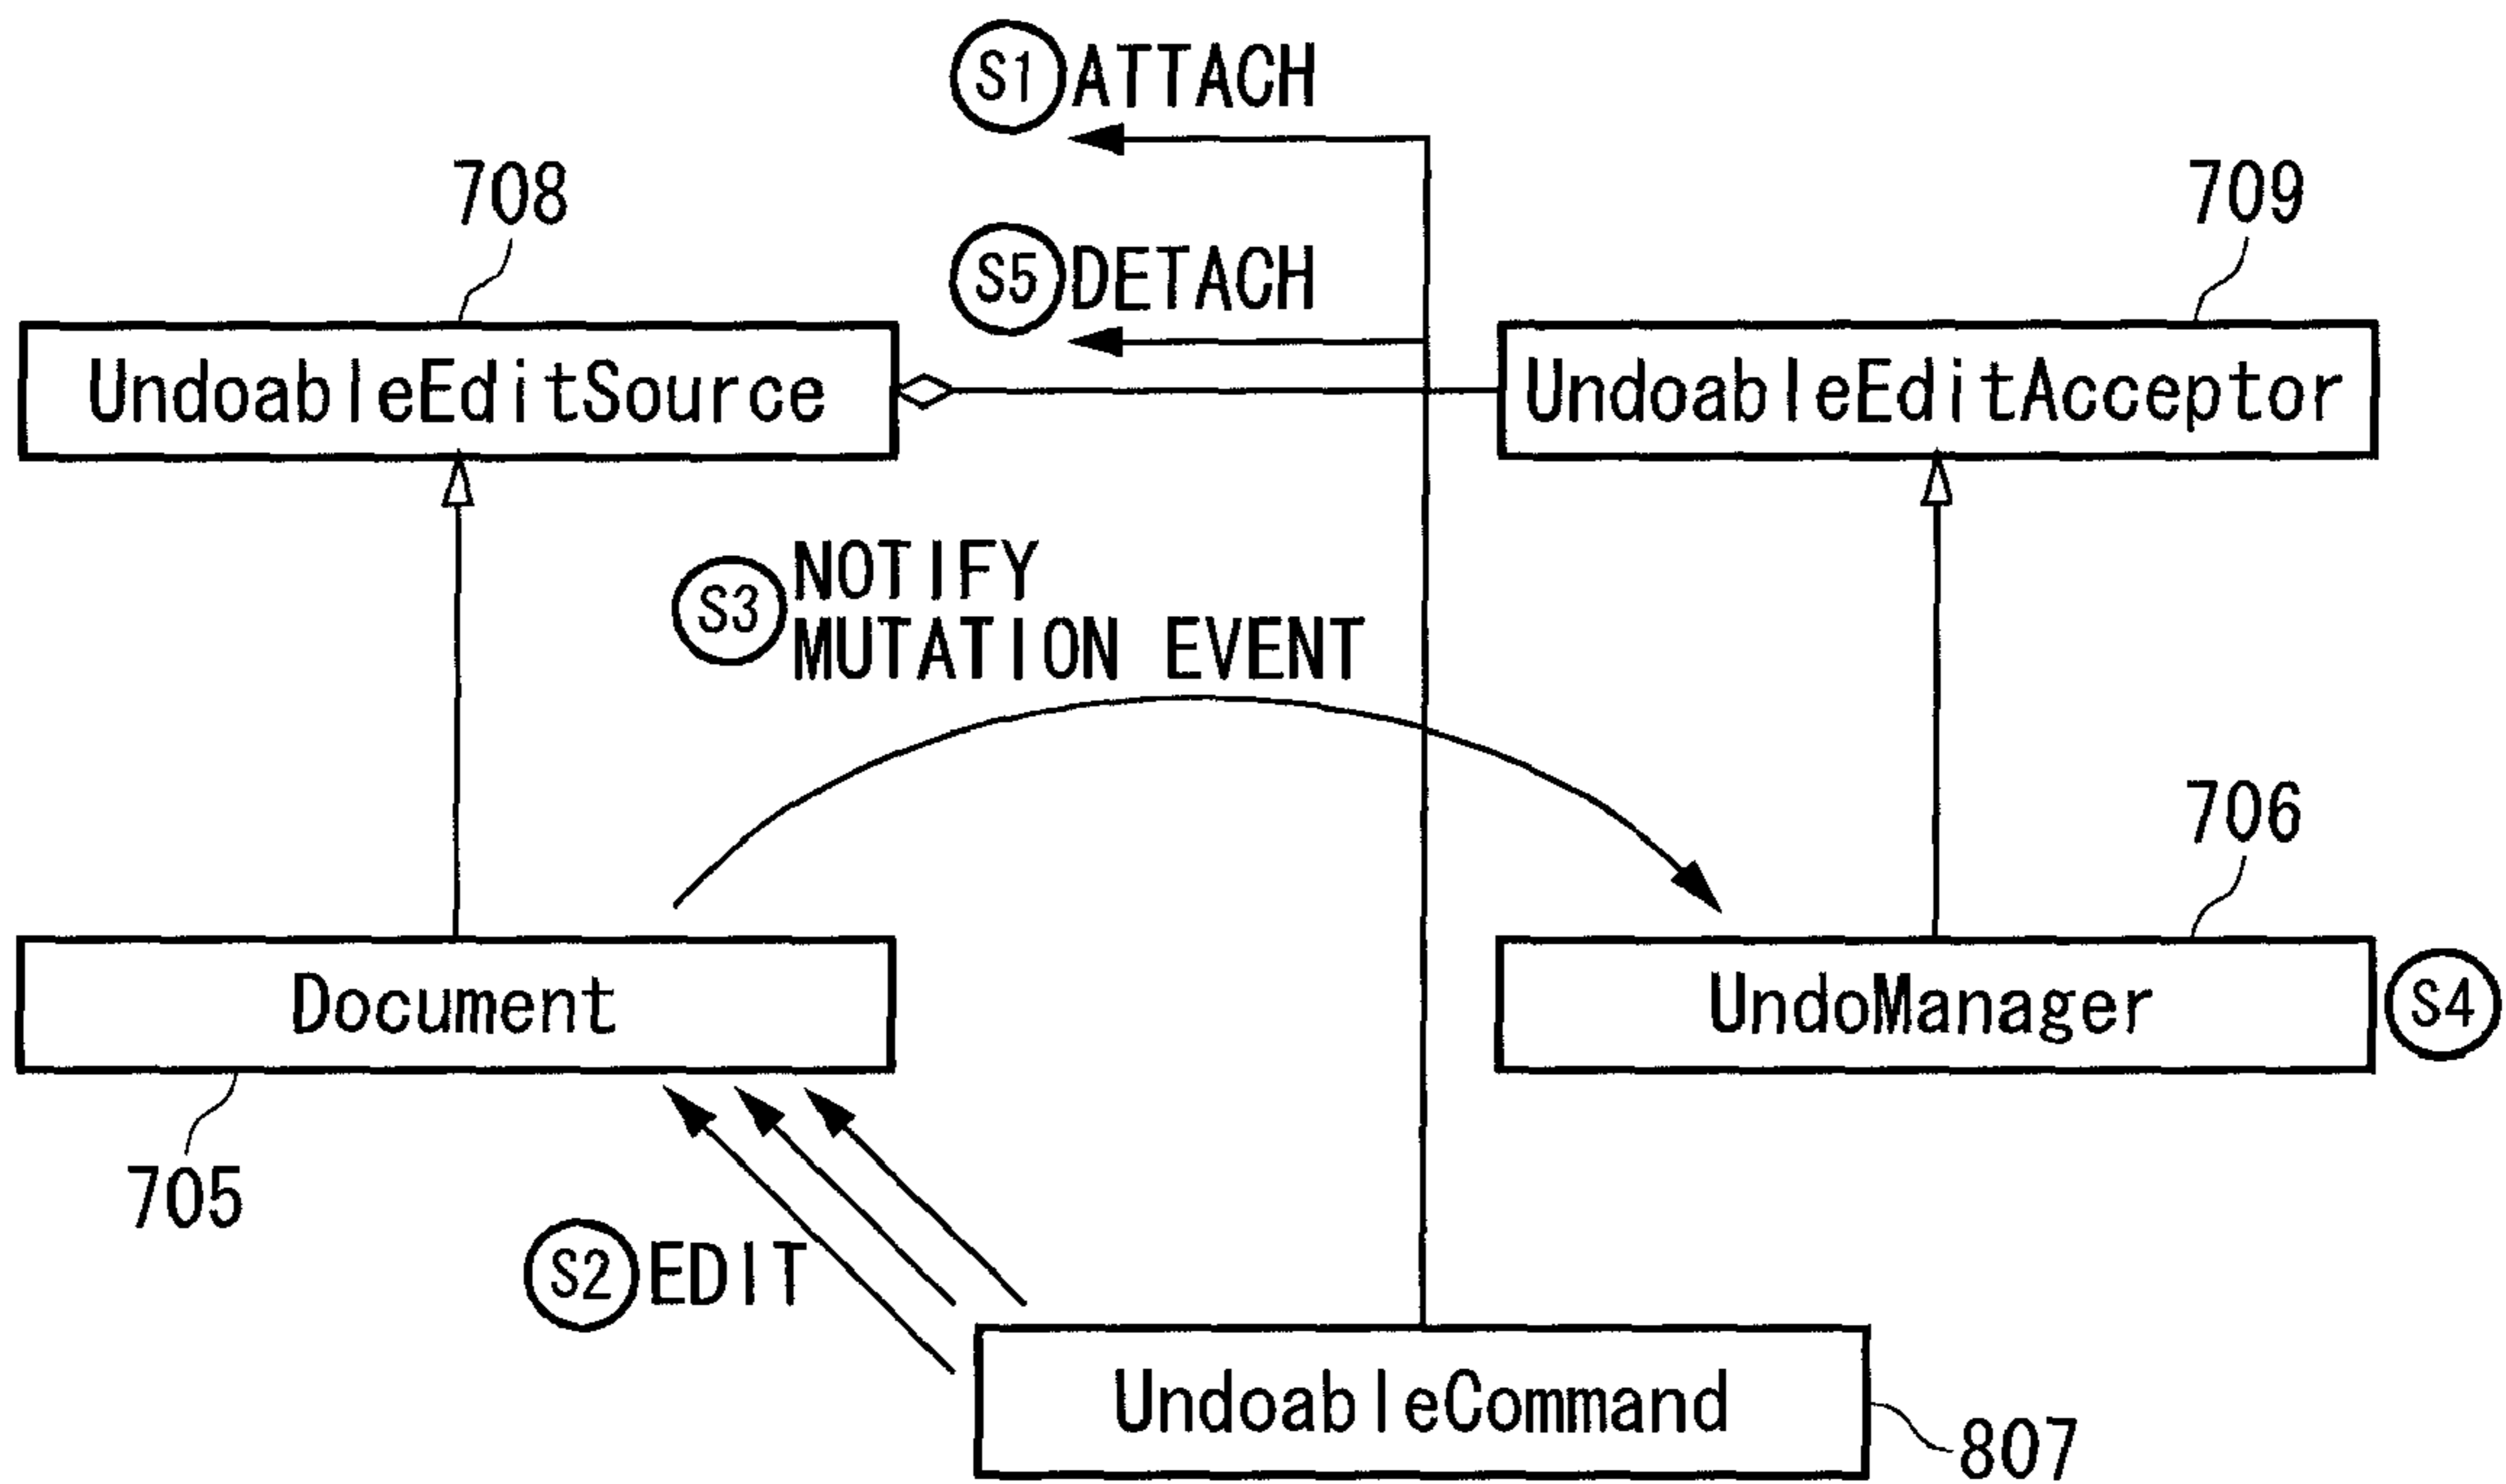 S1 ATTACH
708
709
S5 DETACH
UndoableEditSource
UndoableEditAcceptor
S3 NOTIFY
MUTATION EVENT
706
Document
UndoManager
S4
705
S2 EDIT
UndoableCommand
807